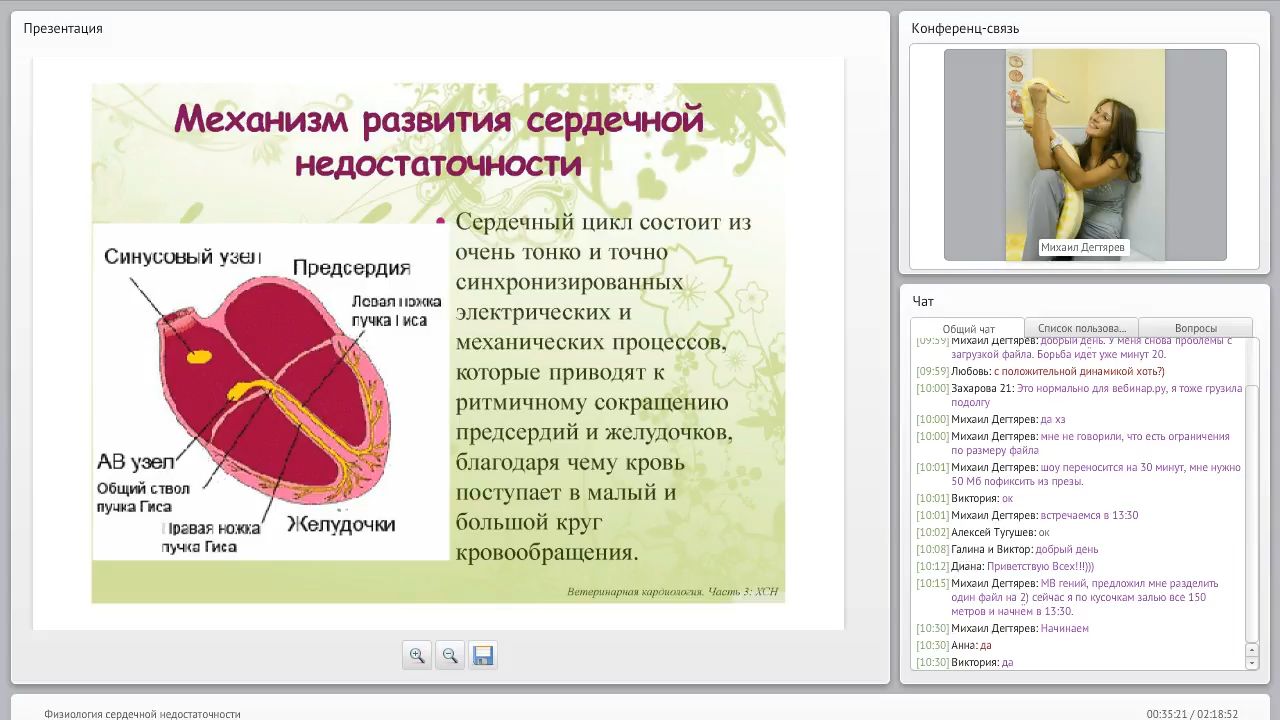 Презентация
Механизм развития сердечной
недостаточности
Синусовый узел
Предсердия
Левая ножка
пучка Гиса
АВ узел
Общий ствол
пучка Гиса
Правая ножка
пучка Гиса
Желудочки
• Сердечный цикл состоит из
очень тонко и точно
синхронизированных
электрических и
механических процессов,
которые приводят к
ритмичному сокращению
предсердий и желудочков,
благодаря чему кровь
поступает в малый и
большой круг
кровообращения.
Ветеринарная кардиология. Часть 3: ХСН
Конференц-связь
Михаил Дегтярев
Чат
Общий чат
Список пользова...
Вопросы
[09:59] Михаил Дегтярев: добрый день. У меня снова проблемы с
загрузкой файла. Борьба идёт уже минут 20.
[09:59] Любовь: с положительной динамикой хоть?)
[10:00] Захарова 21: Это нормально для вебинар.ру, я тоже грузила
подолгу
[10:00] Михаил Дегтярев: да хз
[10:00] Михаил Дегтярев: мне не говорили, что есть ограничения
по размеру файла
[10:01] Михаил Дегтярев: шоу переносится на 30 минут, мне нужно
50 Мб пофиксить из презы.
[10:01] Виктория: ок
[10:01] Михаил Дегтярев: встречаемся в 13:30
[10:02] Алексей Тугушев: ок
[10:08] Галина и Виктор: добрый день
[10:12] Диана: Приветствую Всех!!!)))
[10:15] Михаил Дегтярев: МВ гений, предложил мне разделить
один файл на 2) сейчас я по кусочкам залью все 150
метров и начнём в 13:30.
[10:30] Михаил Дегтярев: Начинаем
[10:30] Анна: да
[10:30] Виктория: да
Физиология сердечной недостаточности
00:35:21 / 02:18:52